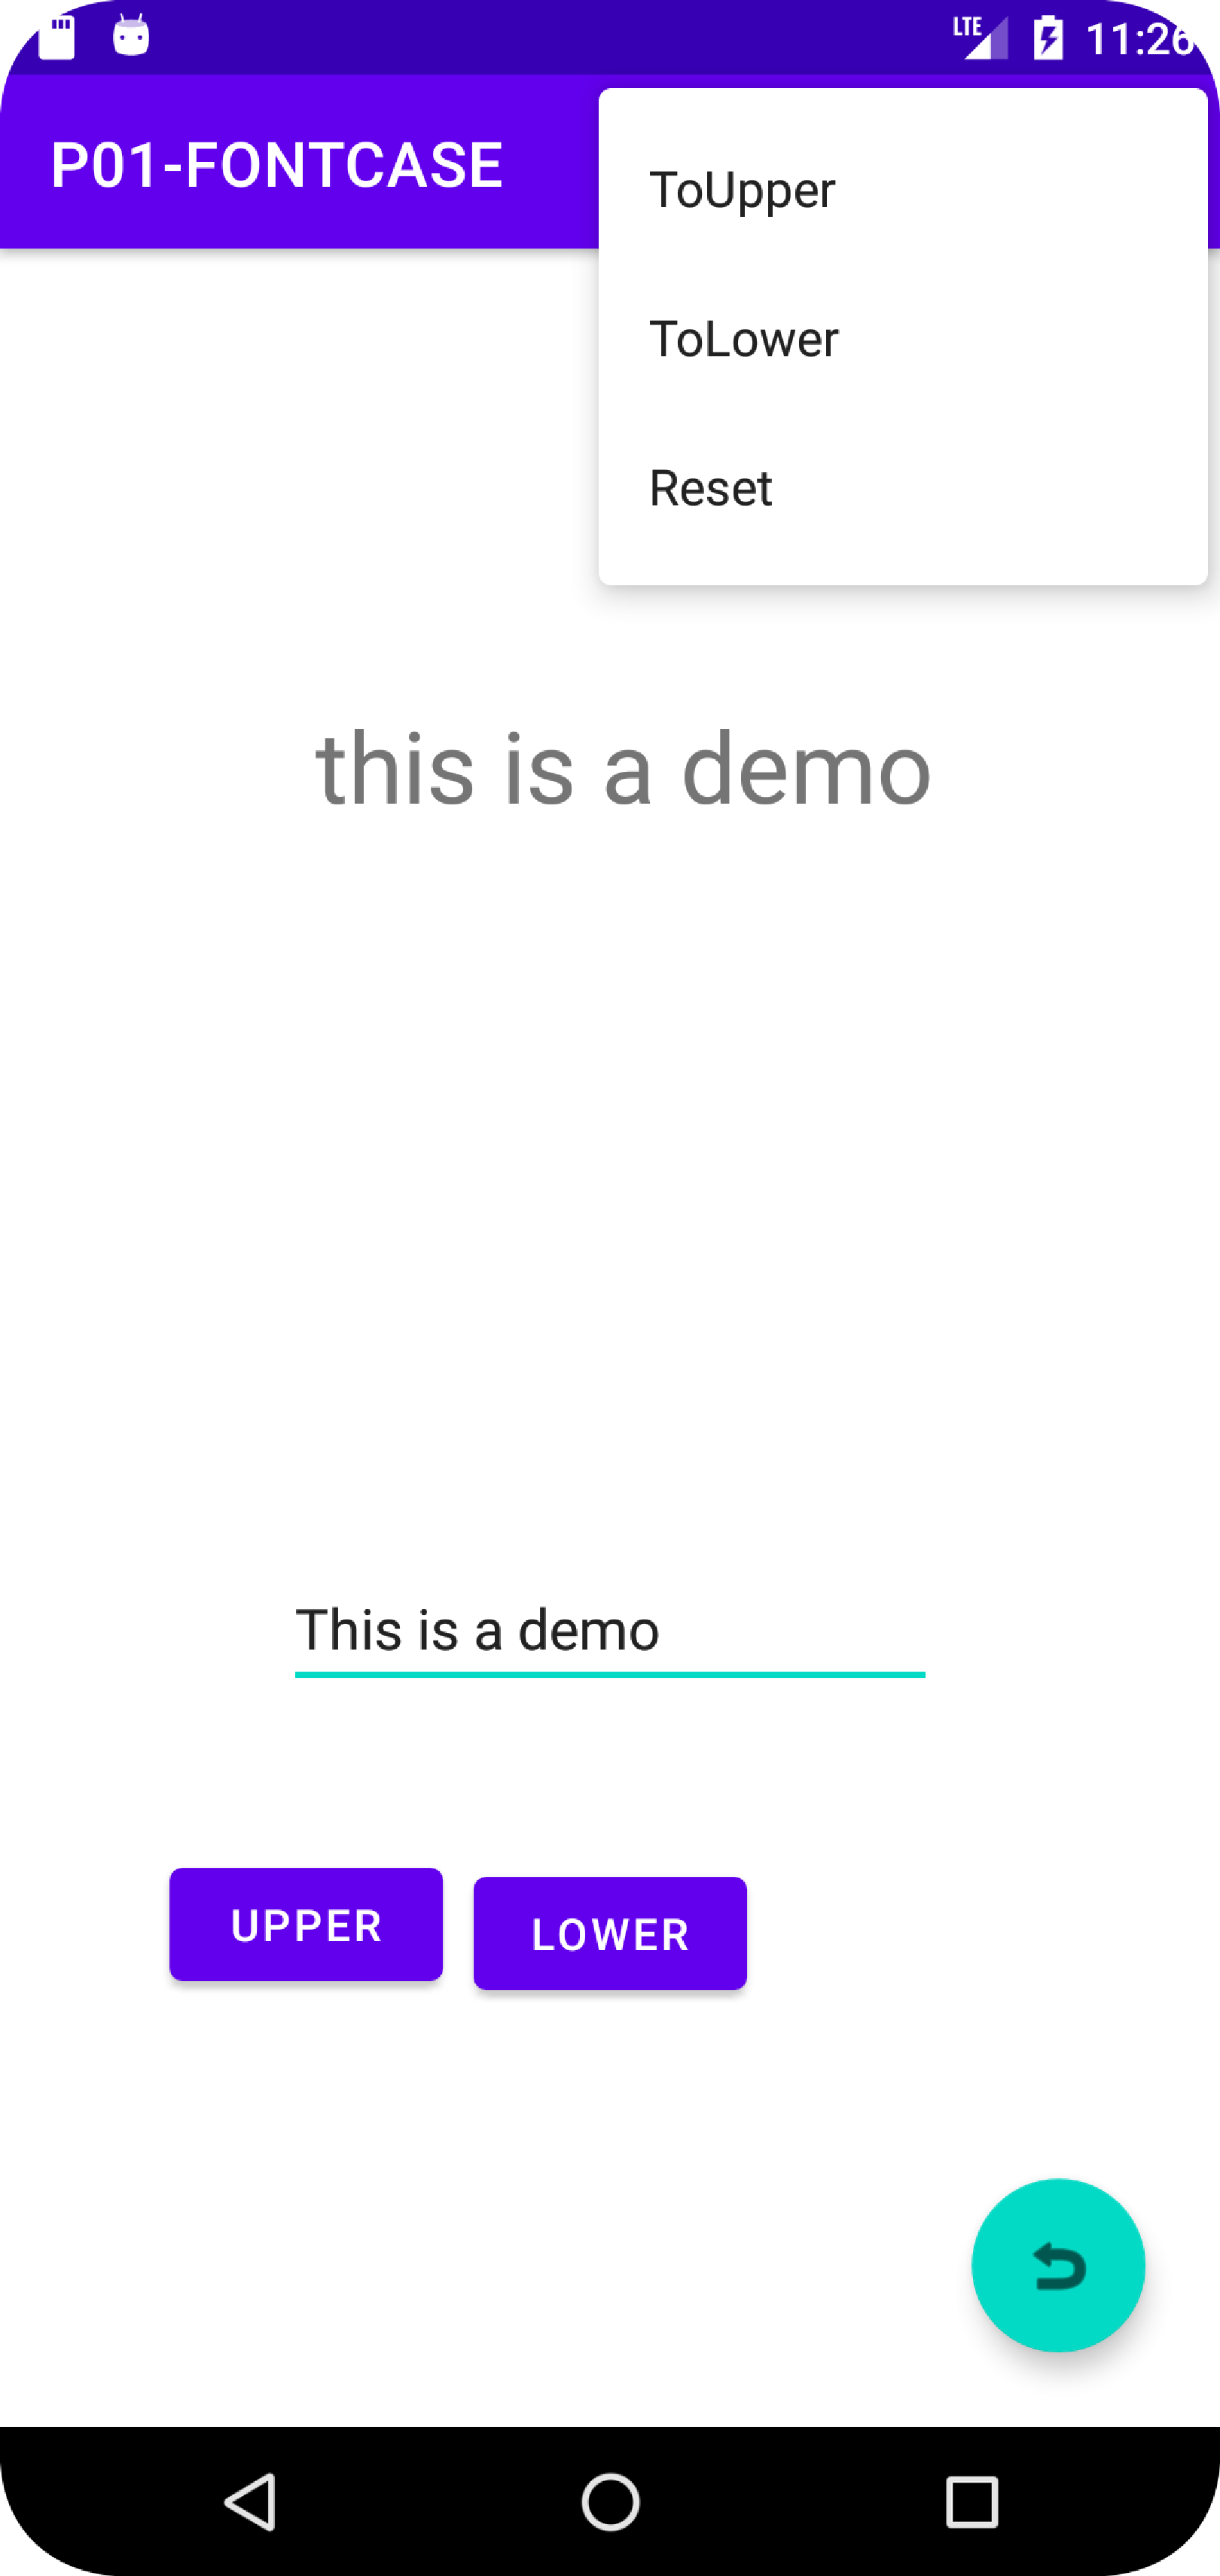 LTE 11:26
P01-FONTCASE
ToUpper
ToLower
Reset
this is a demo
This is a demo
UPPER
LOWER